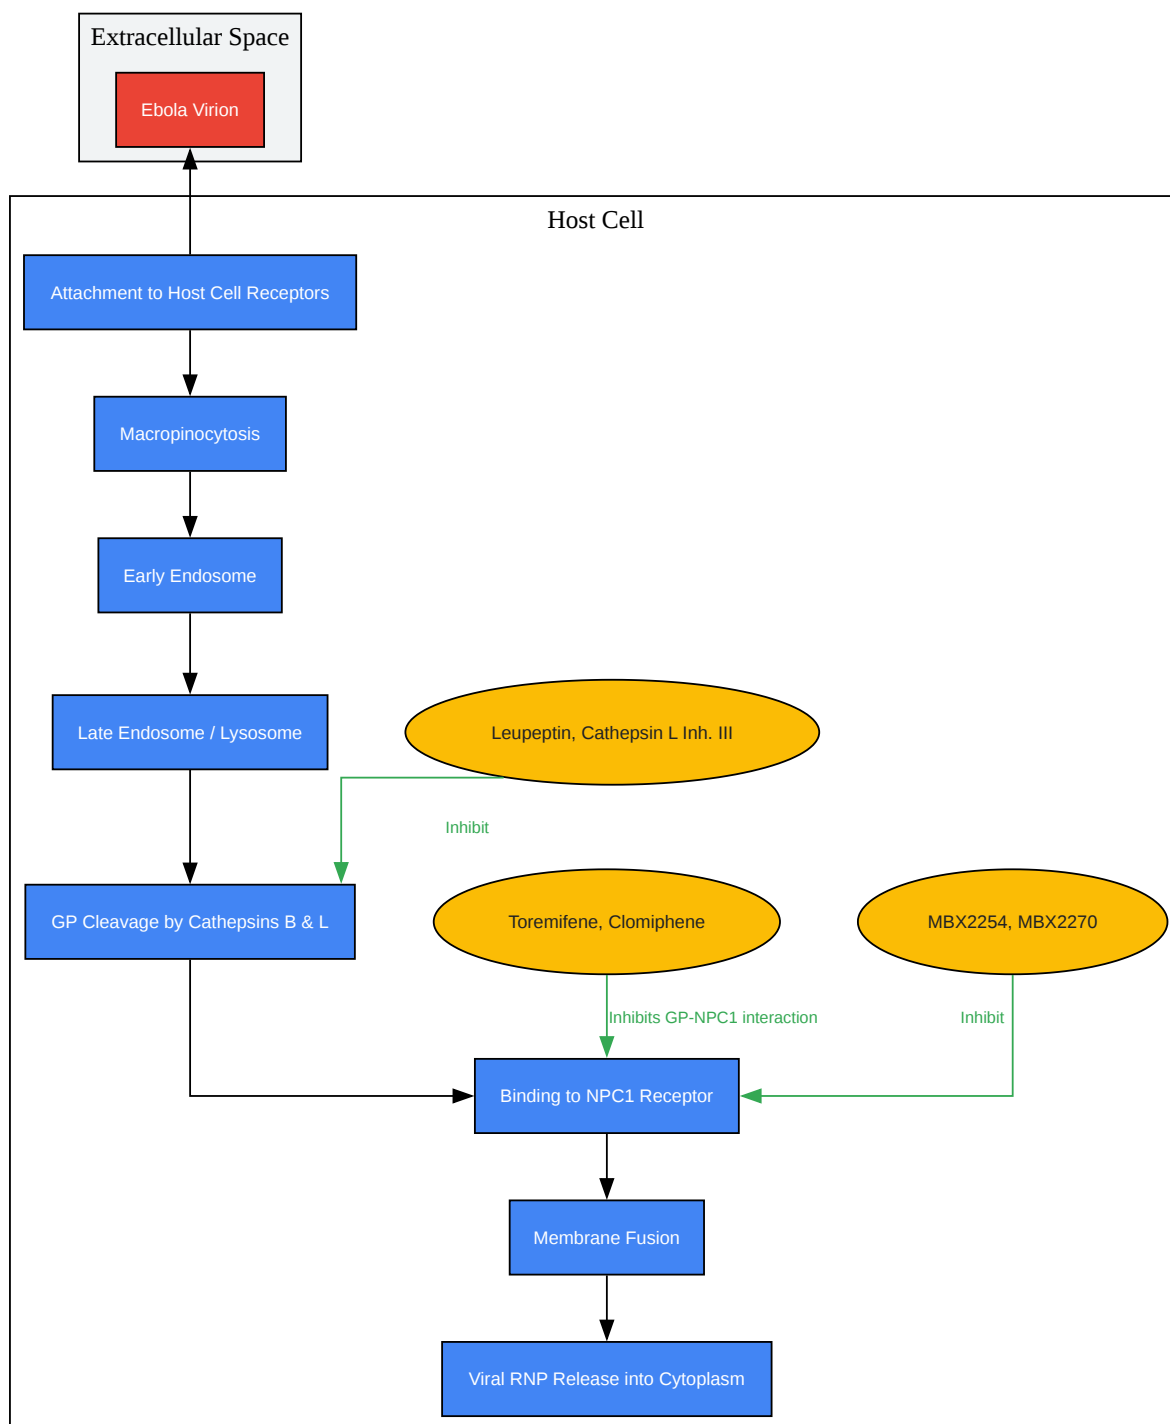 Extracellular Space
Ebola Virion
Host Cell
Attachment to Host Cell Receptors
Macropinocytosis
Early Endosome
Late Endosome / Lysosome
Leupeptin, Cathepsin L Inh. III
Inhibit
GP Cleavage by Cathepsins B & L
Toremifene, Clomiphene
MBX2254, MBX2270
Inhibits GP-NPC1 interaction
Inhibit
Binding to NPC1 Receptor
Membrane Fusion
Viral RNP Release into Cytoplasm